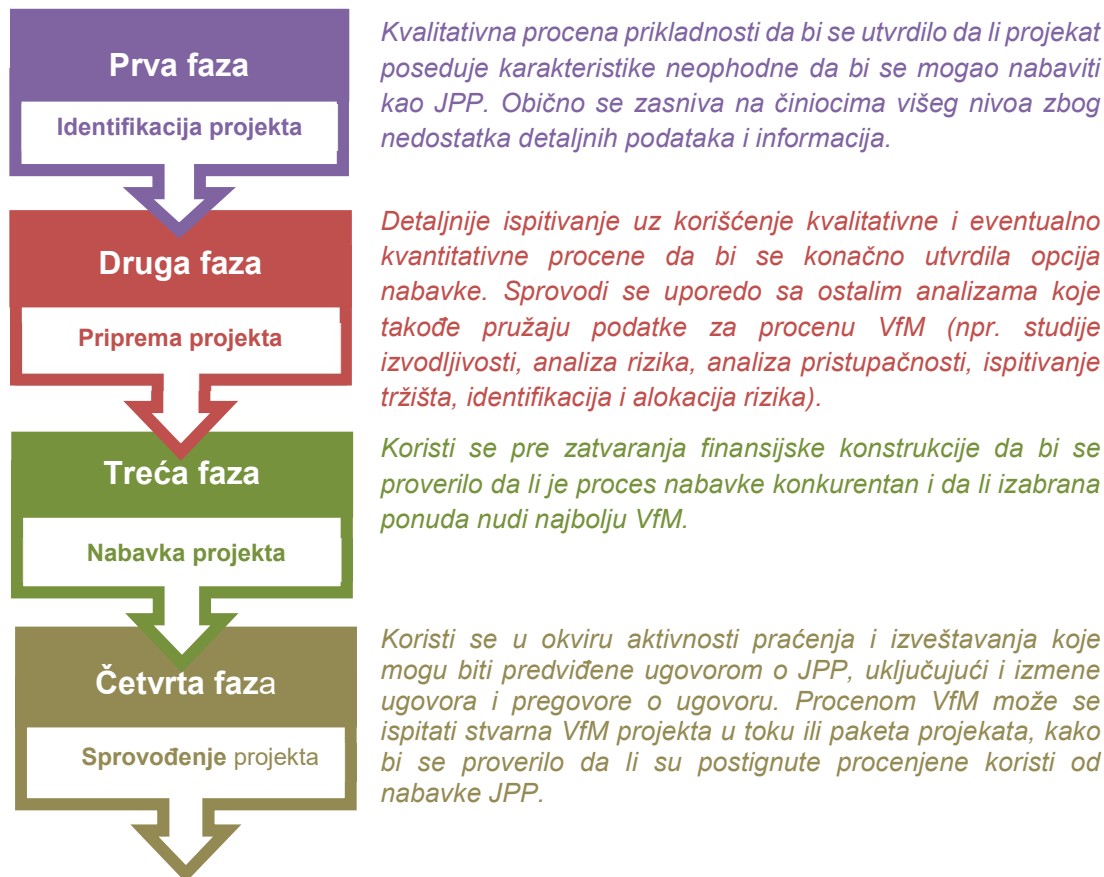 Prva faza
Identifikacija projekta
Kvalitativna procena prikladnosti da bi se utvrdilo da li projekat
poseduje karakteristike neophodne da bi se mogao nabaviti
kao JPP. Obično se zasniva na činiocima višeg nivoa zbog
nedostatka detaljnih podataka i informacija.
Druga faza
Priprema projekta
Detaljnije ispitivanje uz korišćenje kvalitativne i eventualno
kvantitativne procene da bi se konačno utvrdila opcija
nabavke. Sprovodi se uporedo sa ostalim analizama koje
takođe pružaju podatke za procenu VfM (npr. studije
izvodljivosti, analiza rizika, analiza pristupačnosti, ispitivanje
tržišta, identifikacija i alokacija rizika).
Treća faza
Nabavka projekta
Koristi se pre zatvaranja finansijske konstrukcije da bi se
proverilo da li je proces nabavke konkurentan i da li izabrana
ponuda nudi najbolju VfM.
Četvrta faza
Sprovođenje projekta
Koristi se u okviru aktivnosti praćenja i izveštavanja koje
mogu biti predviđene ugovorom o JPP, uključujući i izmene
ugovora i pregovore o ugovoru. Procenom VfM može se
ispitati stvarna VfM projekta u toku ili paketa projekata, kako
bi se proverilo da li su postignute procenjene koristi od
nabavke JPP.